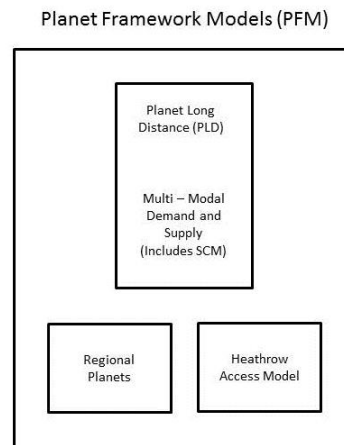 Planet Framework Models (PFM)
Planet Long
Distance (PLD)
Multi – Modal
Demand and
Supply
(Includes SCM)
Regional
Planets
Heathrow
Access Model